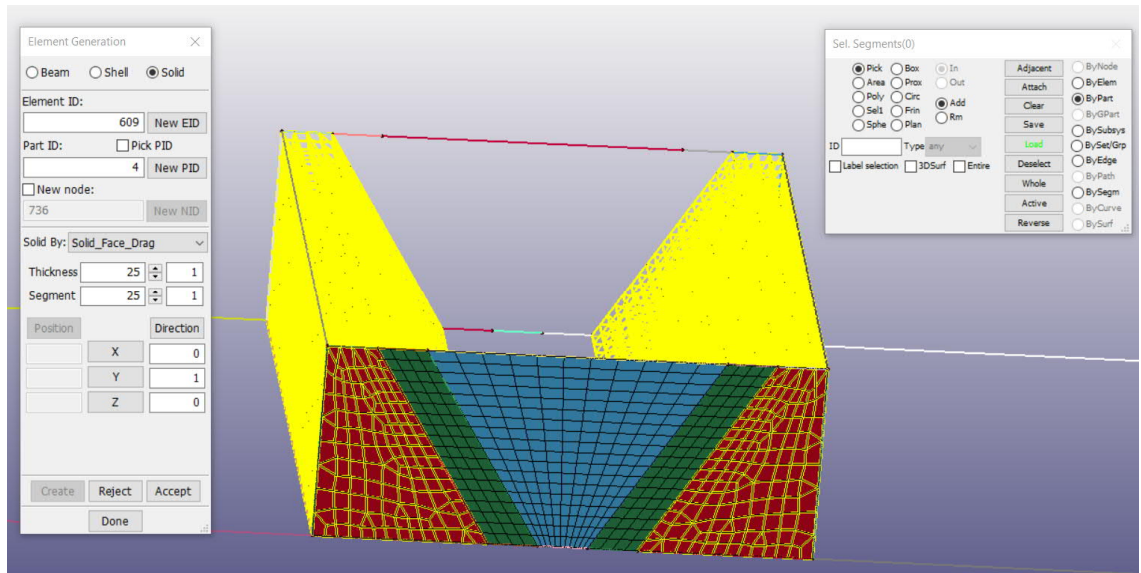 Element Generation
Beam Shell Solid
Element ID:
609 New EID
Part ID: Pick PID
4 New PID
New node:
736 New NID
Solid By: Solid_Face_Drag
Thickness 25 1
Segment 25 1
Position Direction
X 0
Y 1
Z 0
Create Reject Accept
Done
Sel. Segments(0)
Pick Box In Adjacent ByNode
Area Prox Out Attach ByElem
Poly Circ Add Clear ByPart
Sel1 Frin Rm Save ByGPart
Sphe Plan Load BySubsys
ID Type any BySet/Grp
Label selection 3DSurf Entire Deselect ByEdge
Whole ByPath
Active BySegm
Reverse ByCurve
BySurf